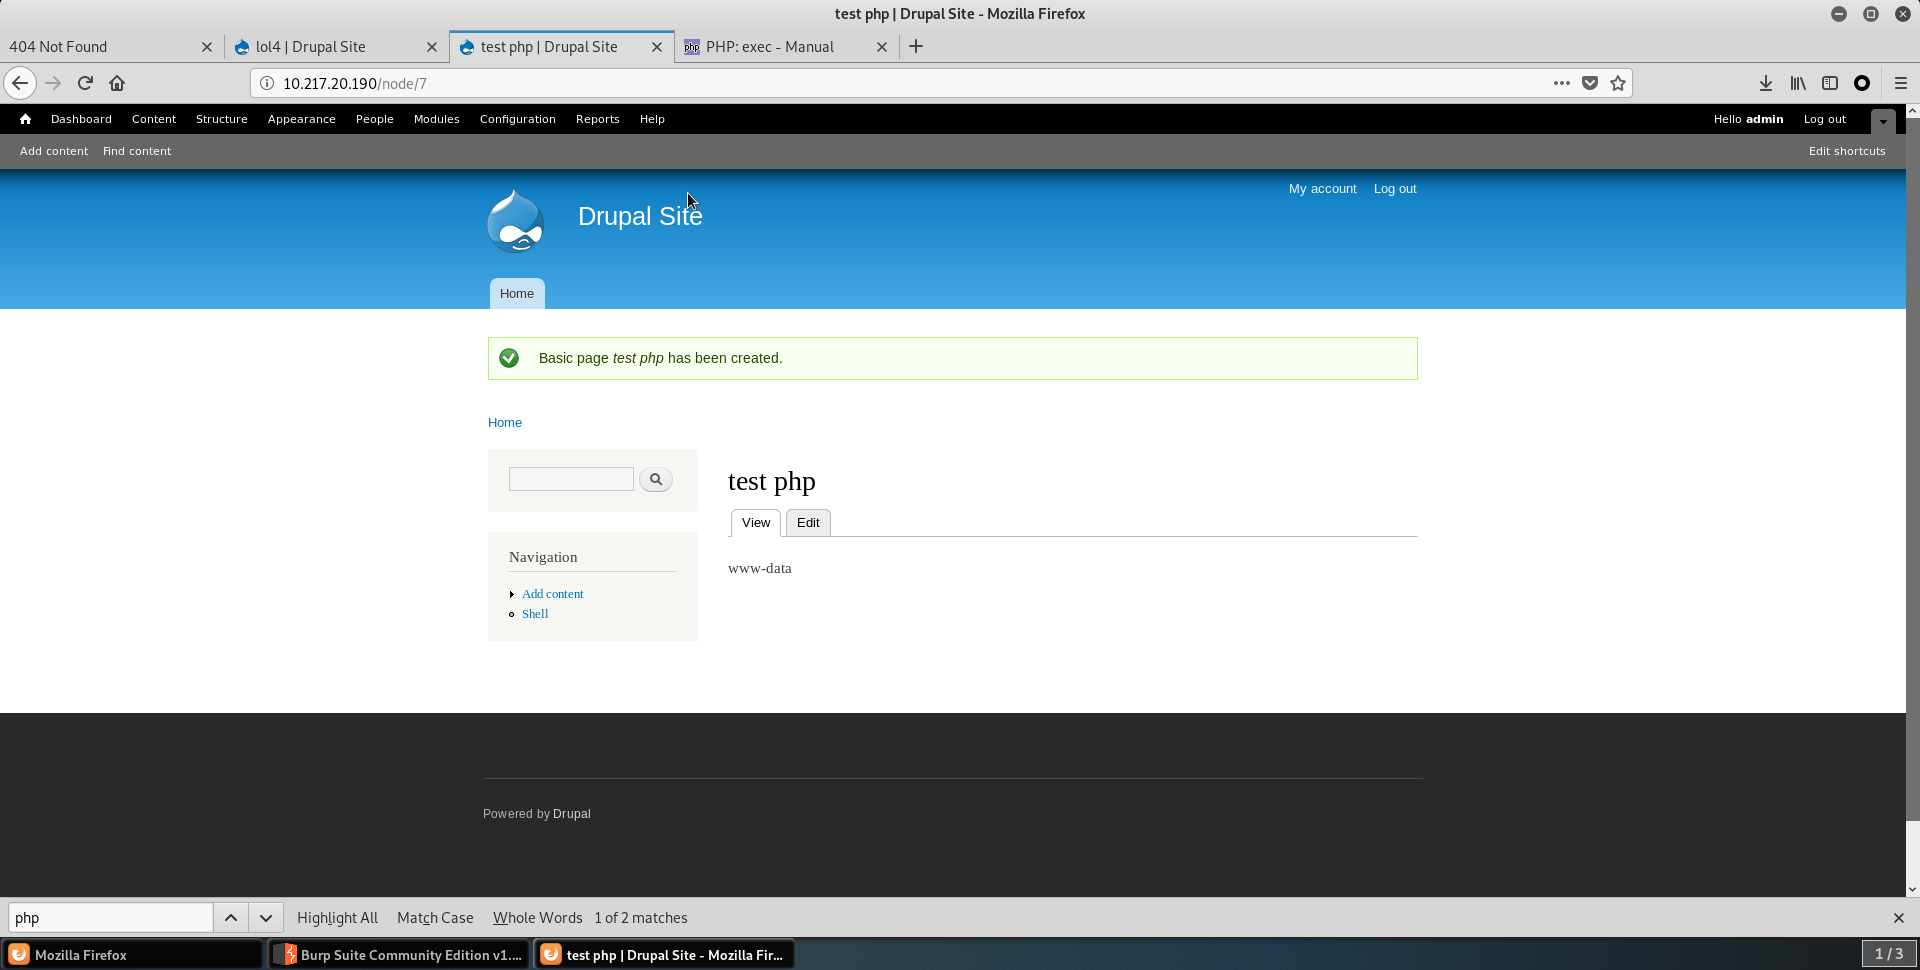 test php | Drupal Site - Mozilla Firefox
404 Not Found
lol4 | Drupal Site
test php | Drupal Site
php PHP: exec - Manual
10.217.20.190/node/7
Dashboard Content Structure Appearance People Modules Configuration Reports Help
Hello admin Log out
Add content Find content
Edit shortcuts
My account Log out
Drupal Site
Home
Basic page test php has been created.
Home
test php
View Edit
Navigation
www-data
Add content
Shell
Powered by Drupal
php
Highlight All Match Case Whole Words 1 of 2 matches
Mozilla Firefox
Burp Suite Community Edition v1....
test php | Drupal Site - Mozilla Fir...
1 / 3